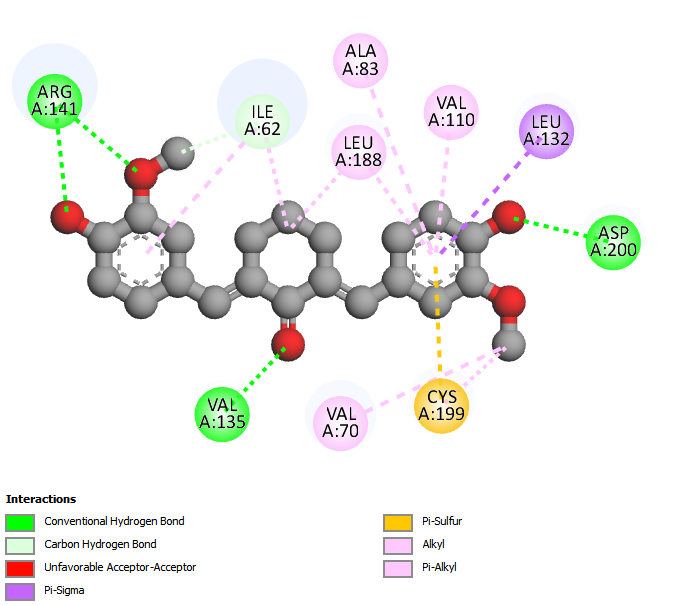 ALA
A:83
ARG
A:141
ILE
A:62
VAL
A:110
LEU
A:132
LEU
A:188
ASP
A:200
VAL
A:135
VAL
A:70
CYS
A:199
Interactions
Conventional Hydrogen Bond
Carbon Hydrogen Bond
Unfavorable Acceptor-Acceptor
Pi-Sigma
Pi-Sulfur
Alkyl
Pi-Alkyl